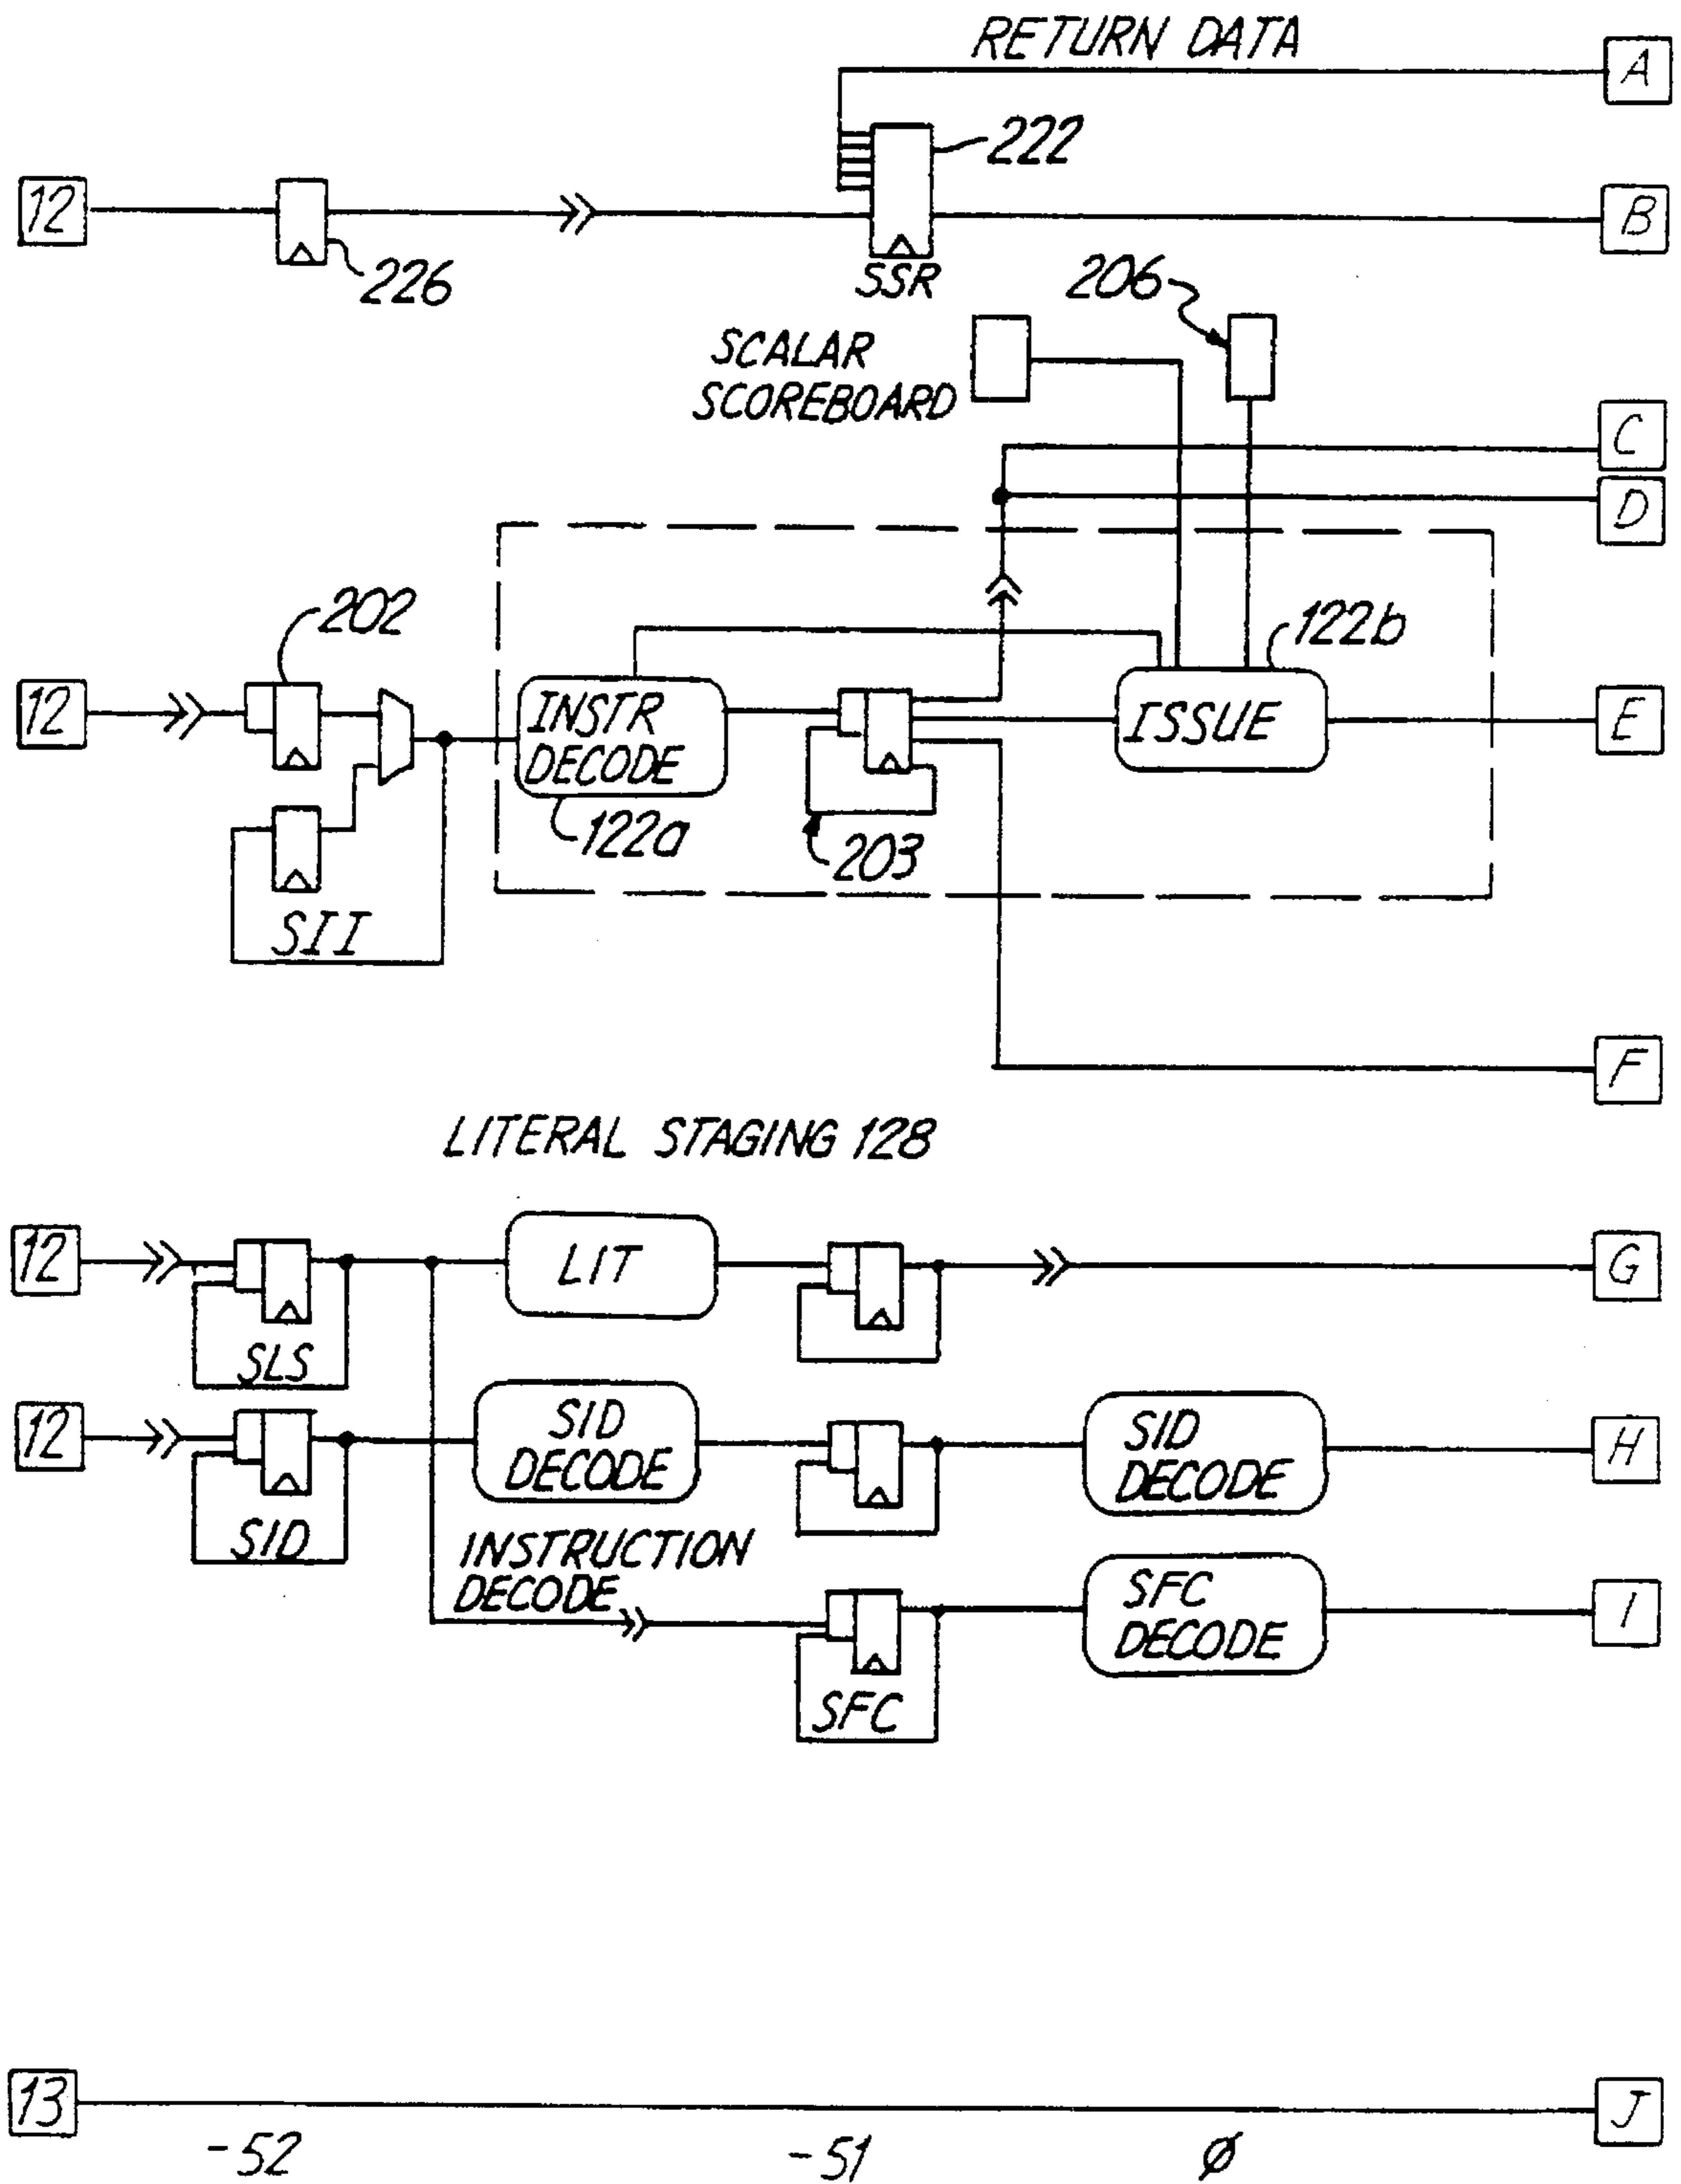 RETURN DATA
A
222
12
B
226
SSR
206
SCALAR
SCOREBOARD
C
D
202
122b
12
INSTR
DECODE
ISSUE
E
122a
203
SII
F
LITERAL STAGING 128
12
LIT
G
SLS
12
SID
DECODE
SID
DECODE
H
SID
INSTRUCTION
DECODE
SFC
DECODE
I
SFC
13
J
-52
-51
φ